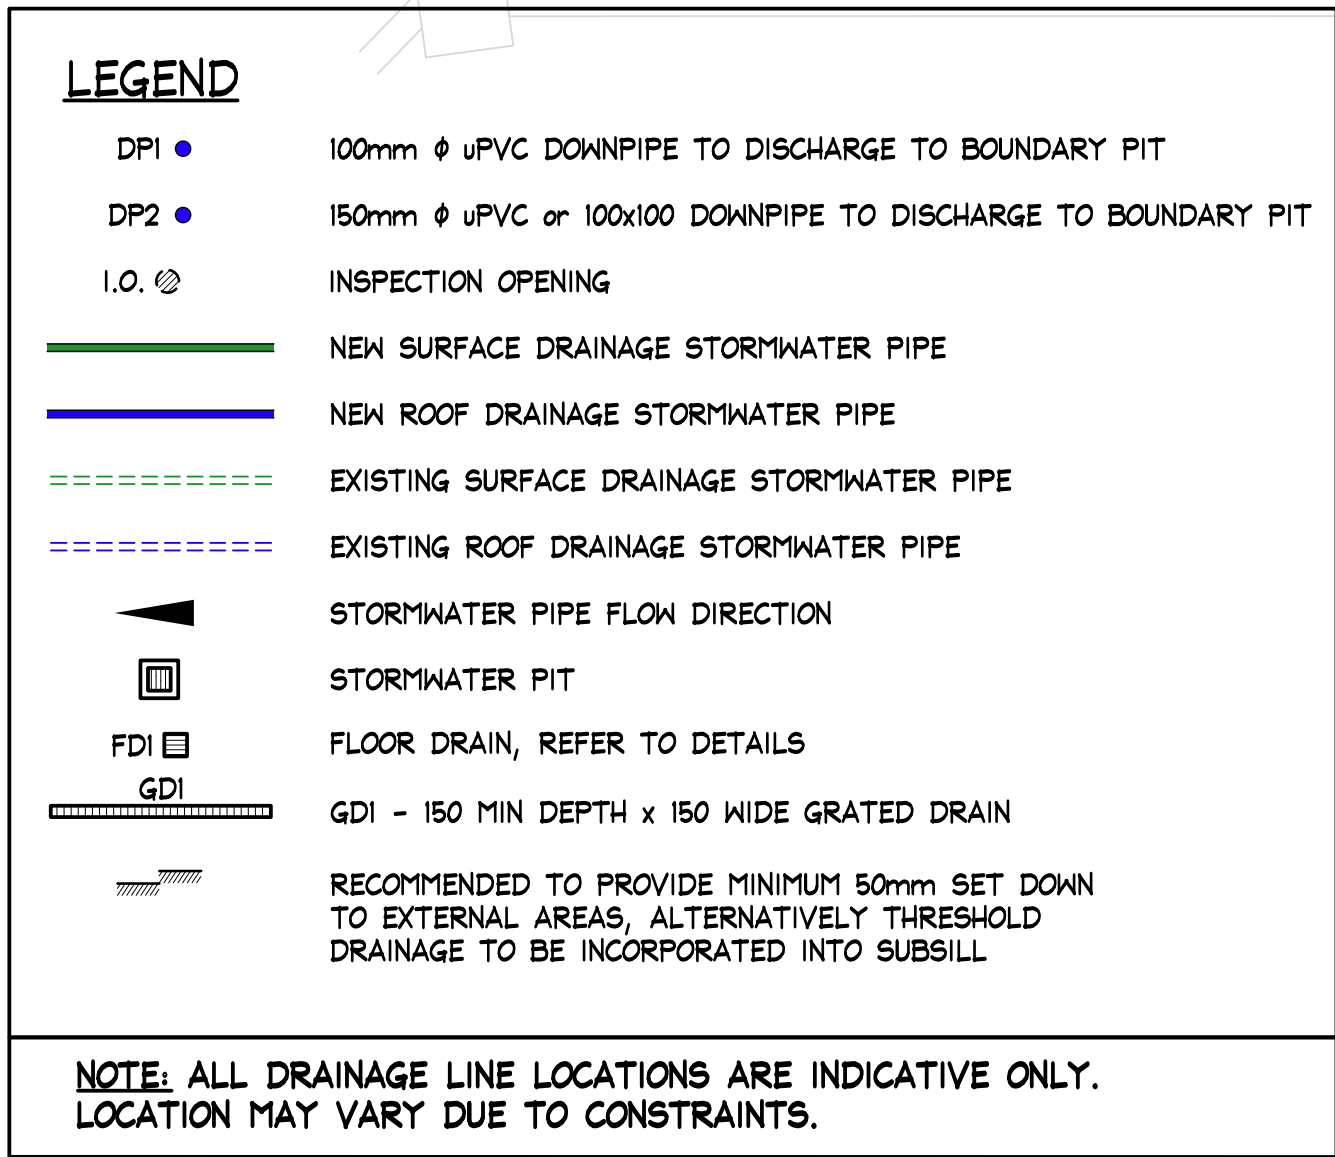 LEGEND
DP1 100mm ϕ uPVC DOWNPIPE TO DISCHARGE TO BOUNDARY PIT
DP2 150mm ϕ uPVC or 100x100 DOWNPIPE TO DISCHARGE TO BOUNDARY PIT
I.O. INSPECTION OPENING
NEW SURFACE DRAINAGE STORMWATER PIPE
NEW ROOF DRAINAGE STORMWATER PIPE
EXISTING SURFACE DRAINAGE STORMWATER PIPE
EXISTING ROOF DRAINAGE STORMWATER PIPE
STORMWATER PIPE FLOW DIRECTION
STORMWATER PIT
FD1 FLOOR DRAIN, REFER TO DETAILS
GD1
GD1 - 150 MIN DEPTH x 150 WIDE GRATED DRAIN
RECOMMENDED TO PROVIDE MINIMUM 50mm SET DOWN
TO EXTERNAL AREAS, ALTERNATIVELY THRESHOLD
DRAINAGE TO BE INCORPORATED INTO SUBSILL
NOTE: ALL DRAINAGE LINE LOCATIONS ARE INDICATIVE ONLY.
LOCATION MAY VARY DUE TO CONSTRAINTS.